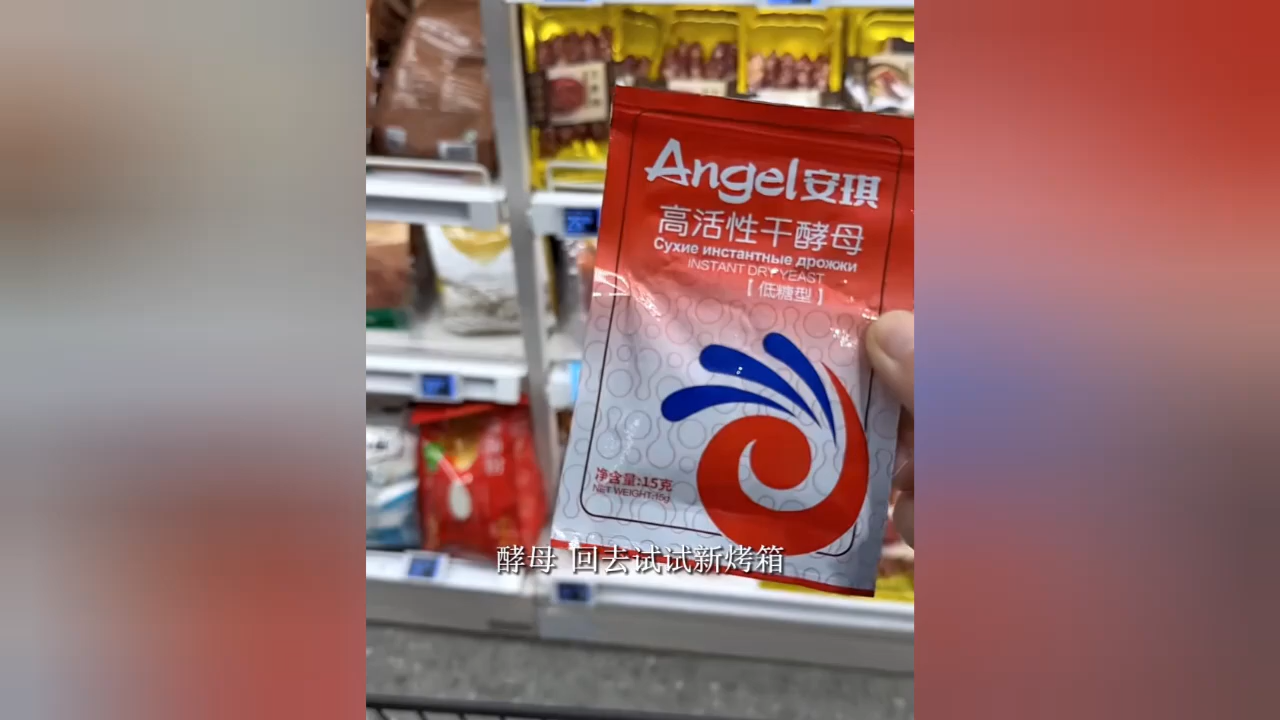 Angel安琪
高活性干酵母
Сухие инстантные дрожжи
INSTANT DRY YEAST
【低糖型】
净含量:15克
NET WEIGHT:15g
酵母 回去试试新烤箱